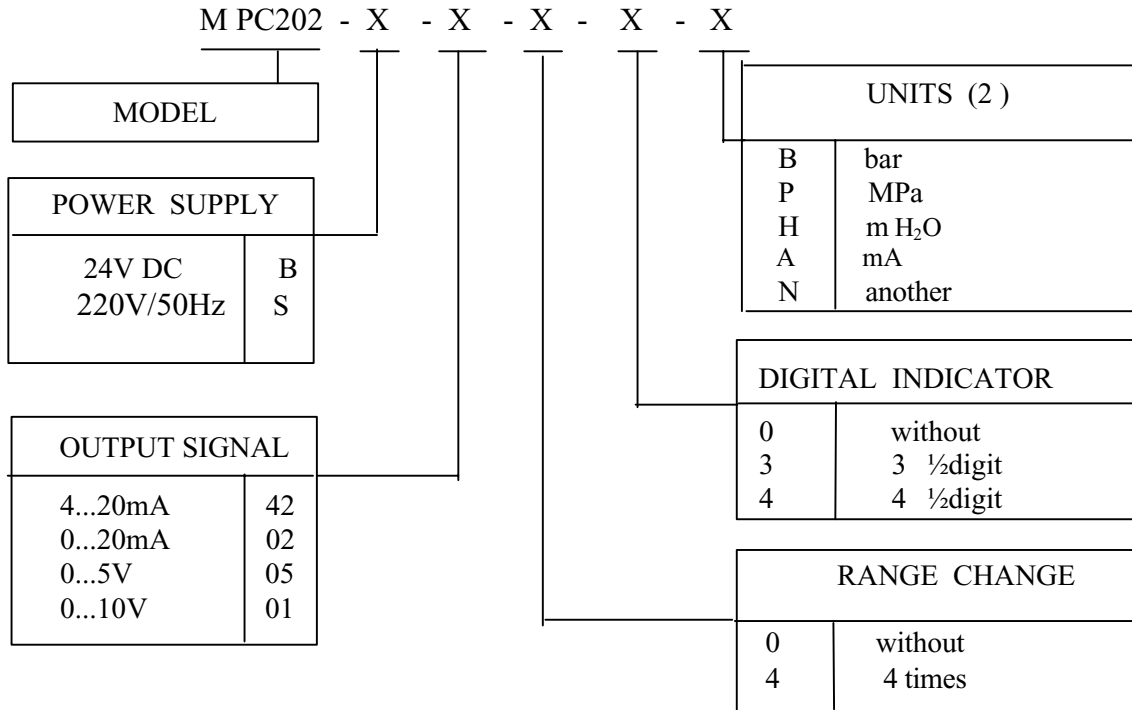 M PC202 - X - X - X - X - X
MODEL
POWER SUPPLY
24V DC B
220V/50Hz S
OUTPUT SIGNAL
4...20mA 42
0...20mA 02
0...5V 05
0...10V 01
UNITS (2 )
B bar
P MPa
H m H₂O
A mA
N another
DIGITAL INDICATOR
0 without
3 3 ½digit
4 4 ½digit
RANGE CHANGE
0 without
4 4 times